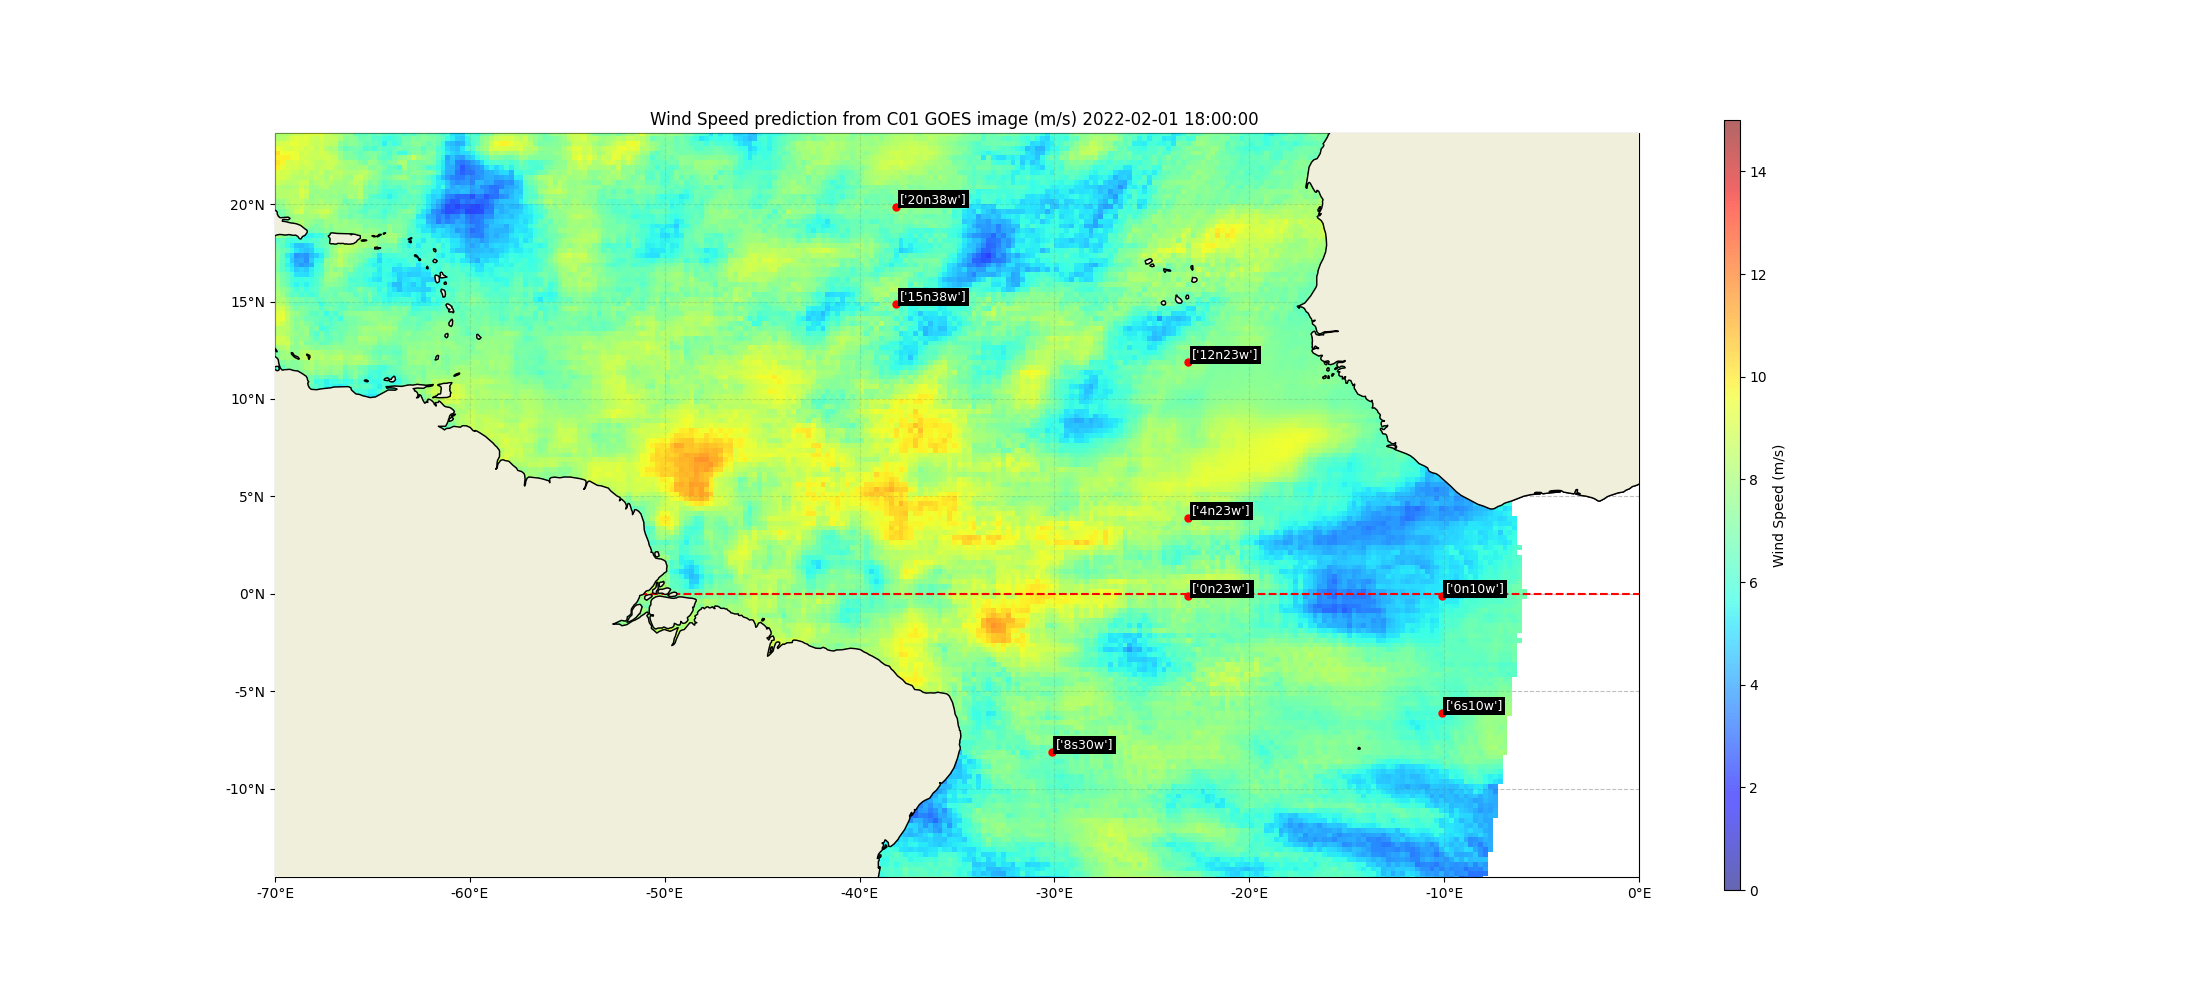 Wind Speed prediction from C01 GOES image (m/s) 2022-02-01 18:00:00
20°N
15°N
10°N
5°N
0°N
-5°N
-10°N
-70°E
-60°E
-50°E
-40°E
-30°E
-20°E
-10°E
0°E
['20n38w']
['15n38w']
['12n23w']
['4n23w']
['0n23w']
['0n10w']
['6s10w']
['8s30w']
14
12
10
8
6
4
2
0
Wind Speed (m/s)